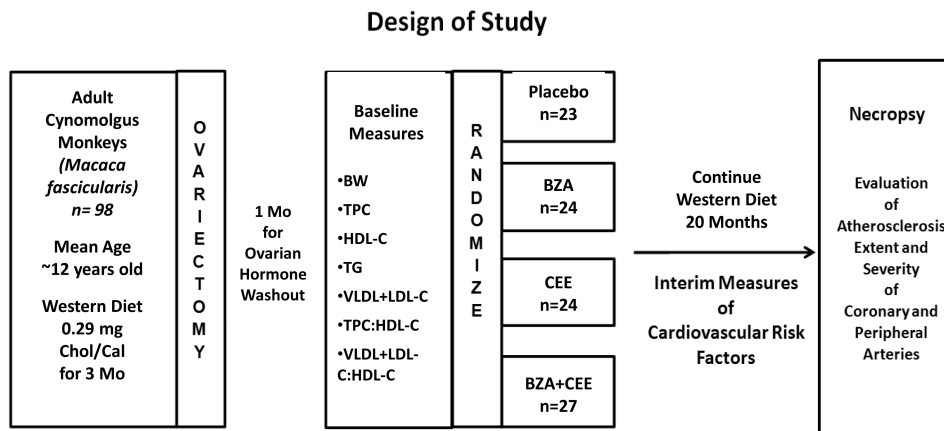 Design of Study
Adult
Cynomolgus
Monkeys
(Macaca
fascicularis)
n= 98
Mean Age
~12 years old
Western Diet
0.29 mg
Chol/Cal
for 3 Mo
O
V
A
R
I
E
C
T
O
M
Y
1 Mo
for
Ovarian
Hormone
Washout
Baseline
Measures
•BW
•TPC
•HDL-C
•TG
•VLDL+LDL-C
•TPC:HDL-C
•VLDL+LDL-
C:HDL-C
R
A
N
D
O
M
I
Z
E
Placebo
n=23
BZA
n=24
CEE
n=24
BZA+CEE
n=27
Continue
Western Diet
20 Months
Interim Measures
of
Cardiovascular Risk
Factors
Necropsy
Evaluation
of
Atherosclerosis
Extent and
Severity
of
Coronary and
Peripheral
Arteries